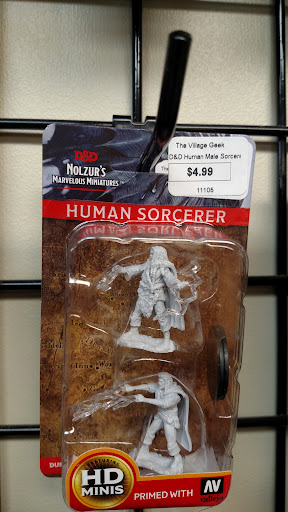 The Village Geek
D&D Human Male Sorceri
$4.99
11105
D&D
NOLZUR'S
MARVELOUS MINIATURES
HUMAN SORCERER
HD
MINIS
PRIMED WITH
AV
vallejo